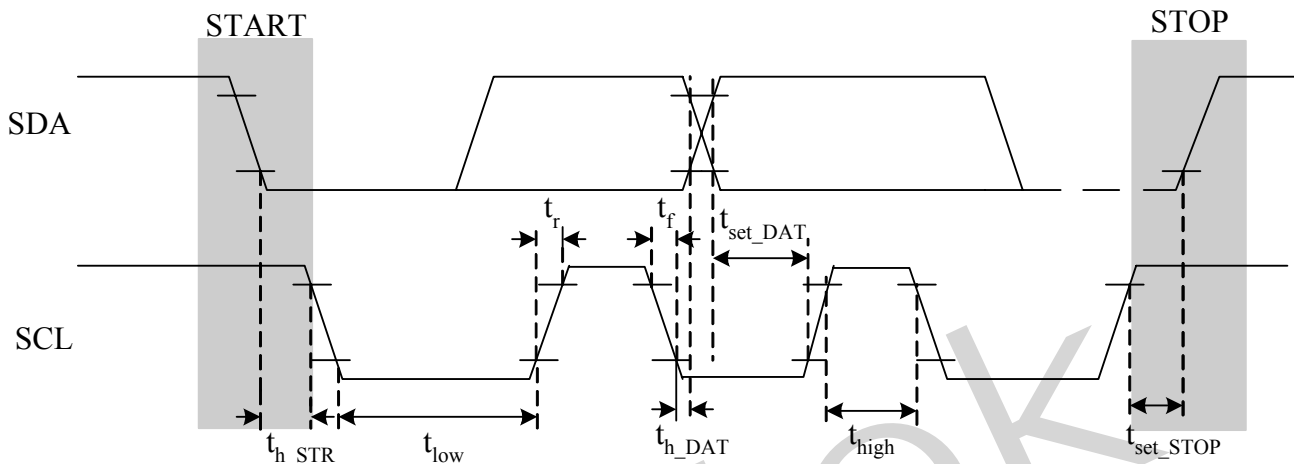 START STOP
SDA
t_r t_f t_set_DAT
SCL
t_h_STR t_low t_h_DAT t_high t_set_STOP